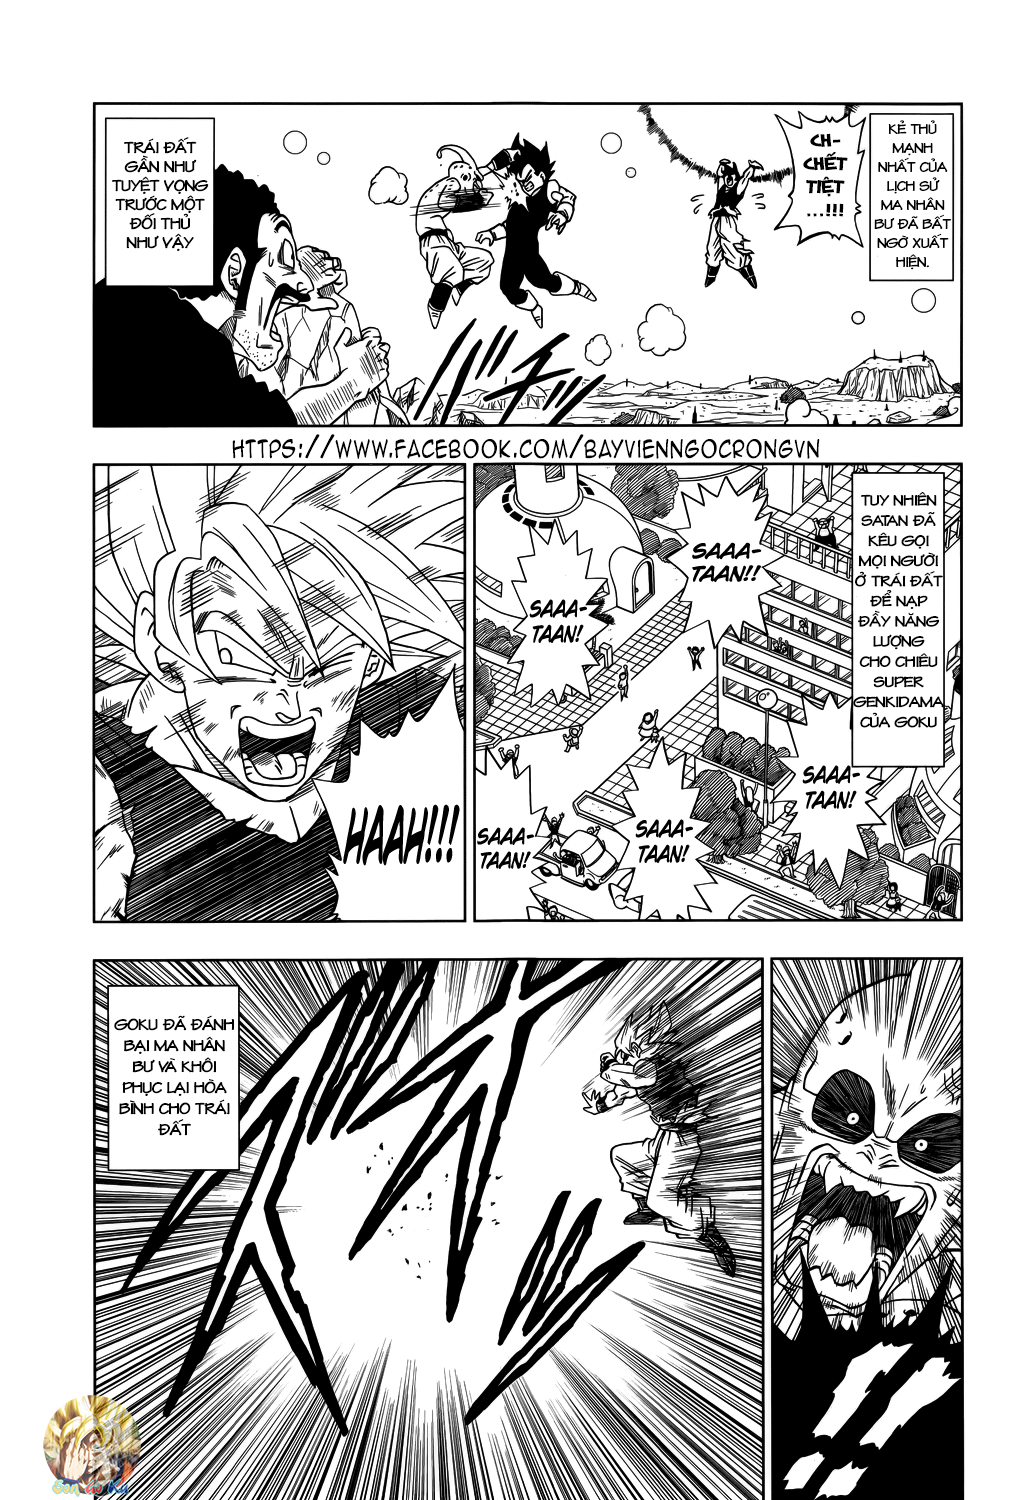 KẺ THÙ
MẠNH
NHẤT CỦA
LỊCH SỬ
MA NHÂN
BƯ ĐÃ BẤT
NGỜ XUẤT
HIỆN.
CH-
CHẾT
TIỆT
...!!!
TRÁI ĐẤT
GẦN NHƯ
TUYỆT VỌNG
TRƯỚC MỘT
ĐỐI THỦ
NHƯ VẬY
HTTPS://WWW.FACEBOOK.COM/BAYVIENNGOCRONGVN
TUY NHIÊN
SATAN ĐÃ
KÊU GỌI
MỌI NGƯỜI
Ở TRÁI ĐẤT
ĐỂ NẠP
ĐẦY NĂNG
LƯỢNG
CHO CHIÊU
SUPER
GENKIDAMA
CỦA GOKU
SAAA-
TAAN!!
SAAA-
TAAN!
SAAA-
TAAN!
SAAA-
TAAN!
SAAA-
TAAN!
HAAH!!!
GOKU ĐÃ ĐÁNH
BẠI MA NHÂN
BƯ VÀ KHÔI
PHỤC LẠI HÒA
BÌNH CHO TRÁI
ĐẤT